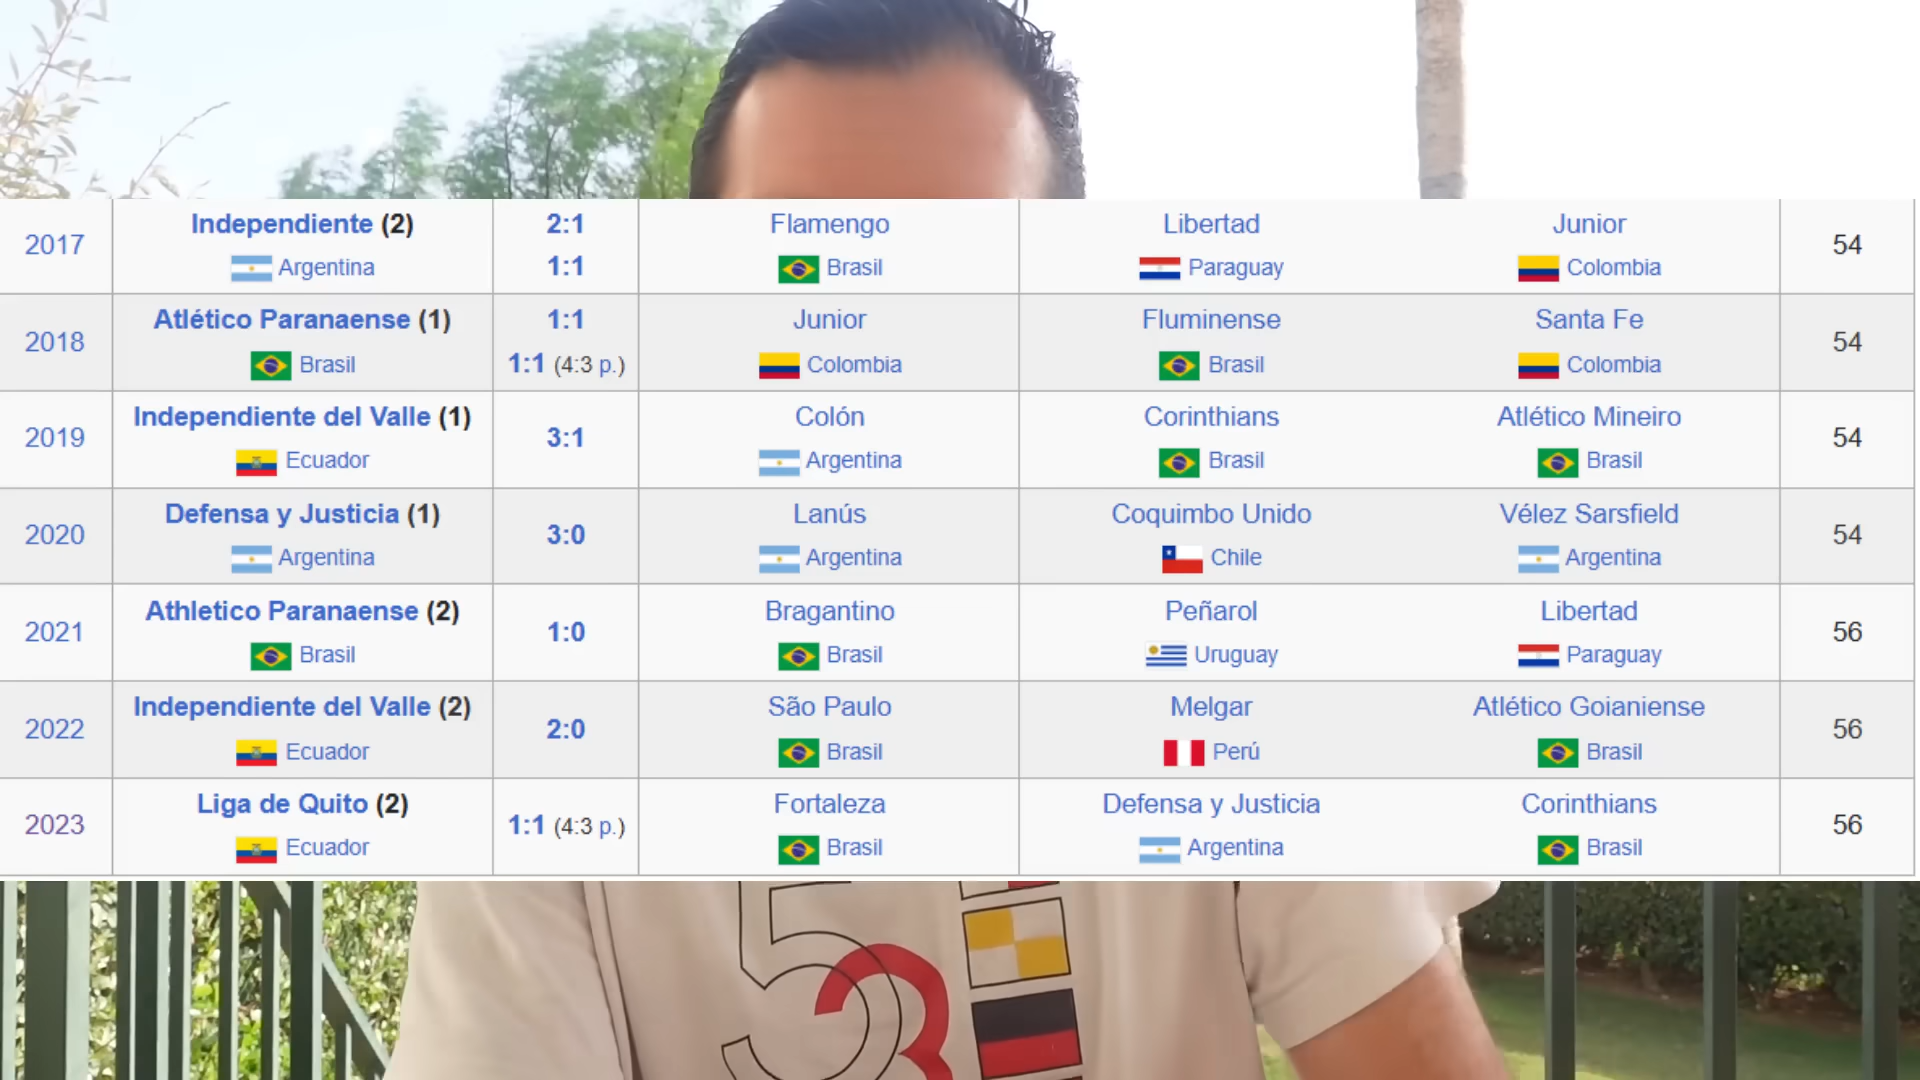 2017
Independiente (2)
Argentina
2:1
1:1
Flamengo
Brasil
Libertad
Paraguay
Junior
Colombia
54
2018
Atlético Paranaense (1)
Brasil
1:1
1:1 (4:3 p.)
Junior
Colombia
Fluminense
Brasil
Santa Fe
Colombia
54
2019
Independiente del Valle (1)
Ecuador
3:1
Colón
Argentina
Corinthians
Brasil
Atlético Mineiro
Brasil
54
2020
Defensa y Justicia (1)
Argentina
3:0
Lanús
Argentina
Coquimbo Unido
Chile
Vélez Sarsfield
Argentina
54
2021
Athletico Paranaense (2)
Brasil
1:0
Bragantino
Brasil
Peñarol
Uruguay
Libertad
Paraguay
56
2022
Independiente del Valle (2)
Ecuador
2:0
São Paulo
Brasil
Melgar
Perú
Atlético Goianiense
Brasil
56
2023
Liga de Quito (2)
Ecuador
1:1 (4:3 p.)
Fortaleza
Brasil
Defensa y Justicia
Argentina
Corinthians
Brasil
56
53